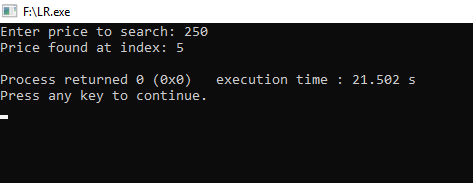 F:\LR.exe
Enter price to search: 250
Price found at index: 5
Process returned 0 (0x0)   execution time : 21.502 s
Press any key to continue.